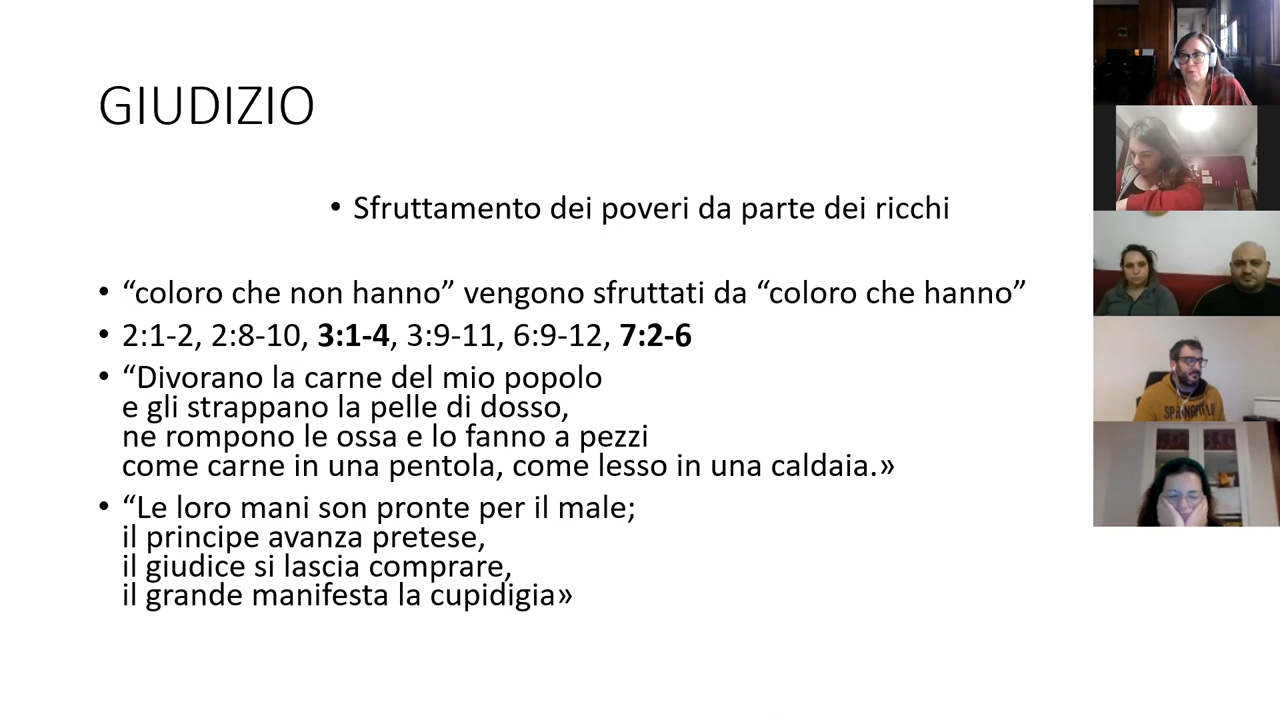 GIUDIZIO
• Sfruttamento dei poveri da parte dei ricchi
• “coloro che non hanno” vengono sfruttati da “coloro che hanno”
• 2:1-2, 2:8-10, 3:1-4, 3:9-11, 6:9-12, 7:2-6
• “Divorano la carne del mio popolo
e gli strappano la pelle di dosso,
ne rompono le ossa e lo fanno a pezzi
come carne in una pentola, come lesso in una caldaia.»
• “Le loro mani son pronte per il male;
il principe avanza pretese,
il giudice si lascia comprare,
il grande manifesta la cupidigia»